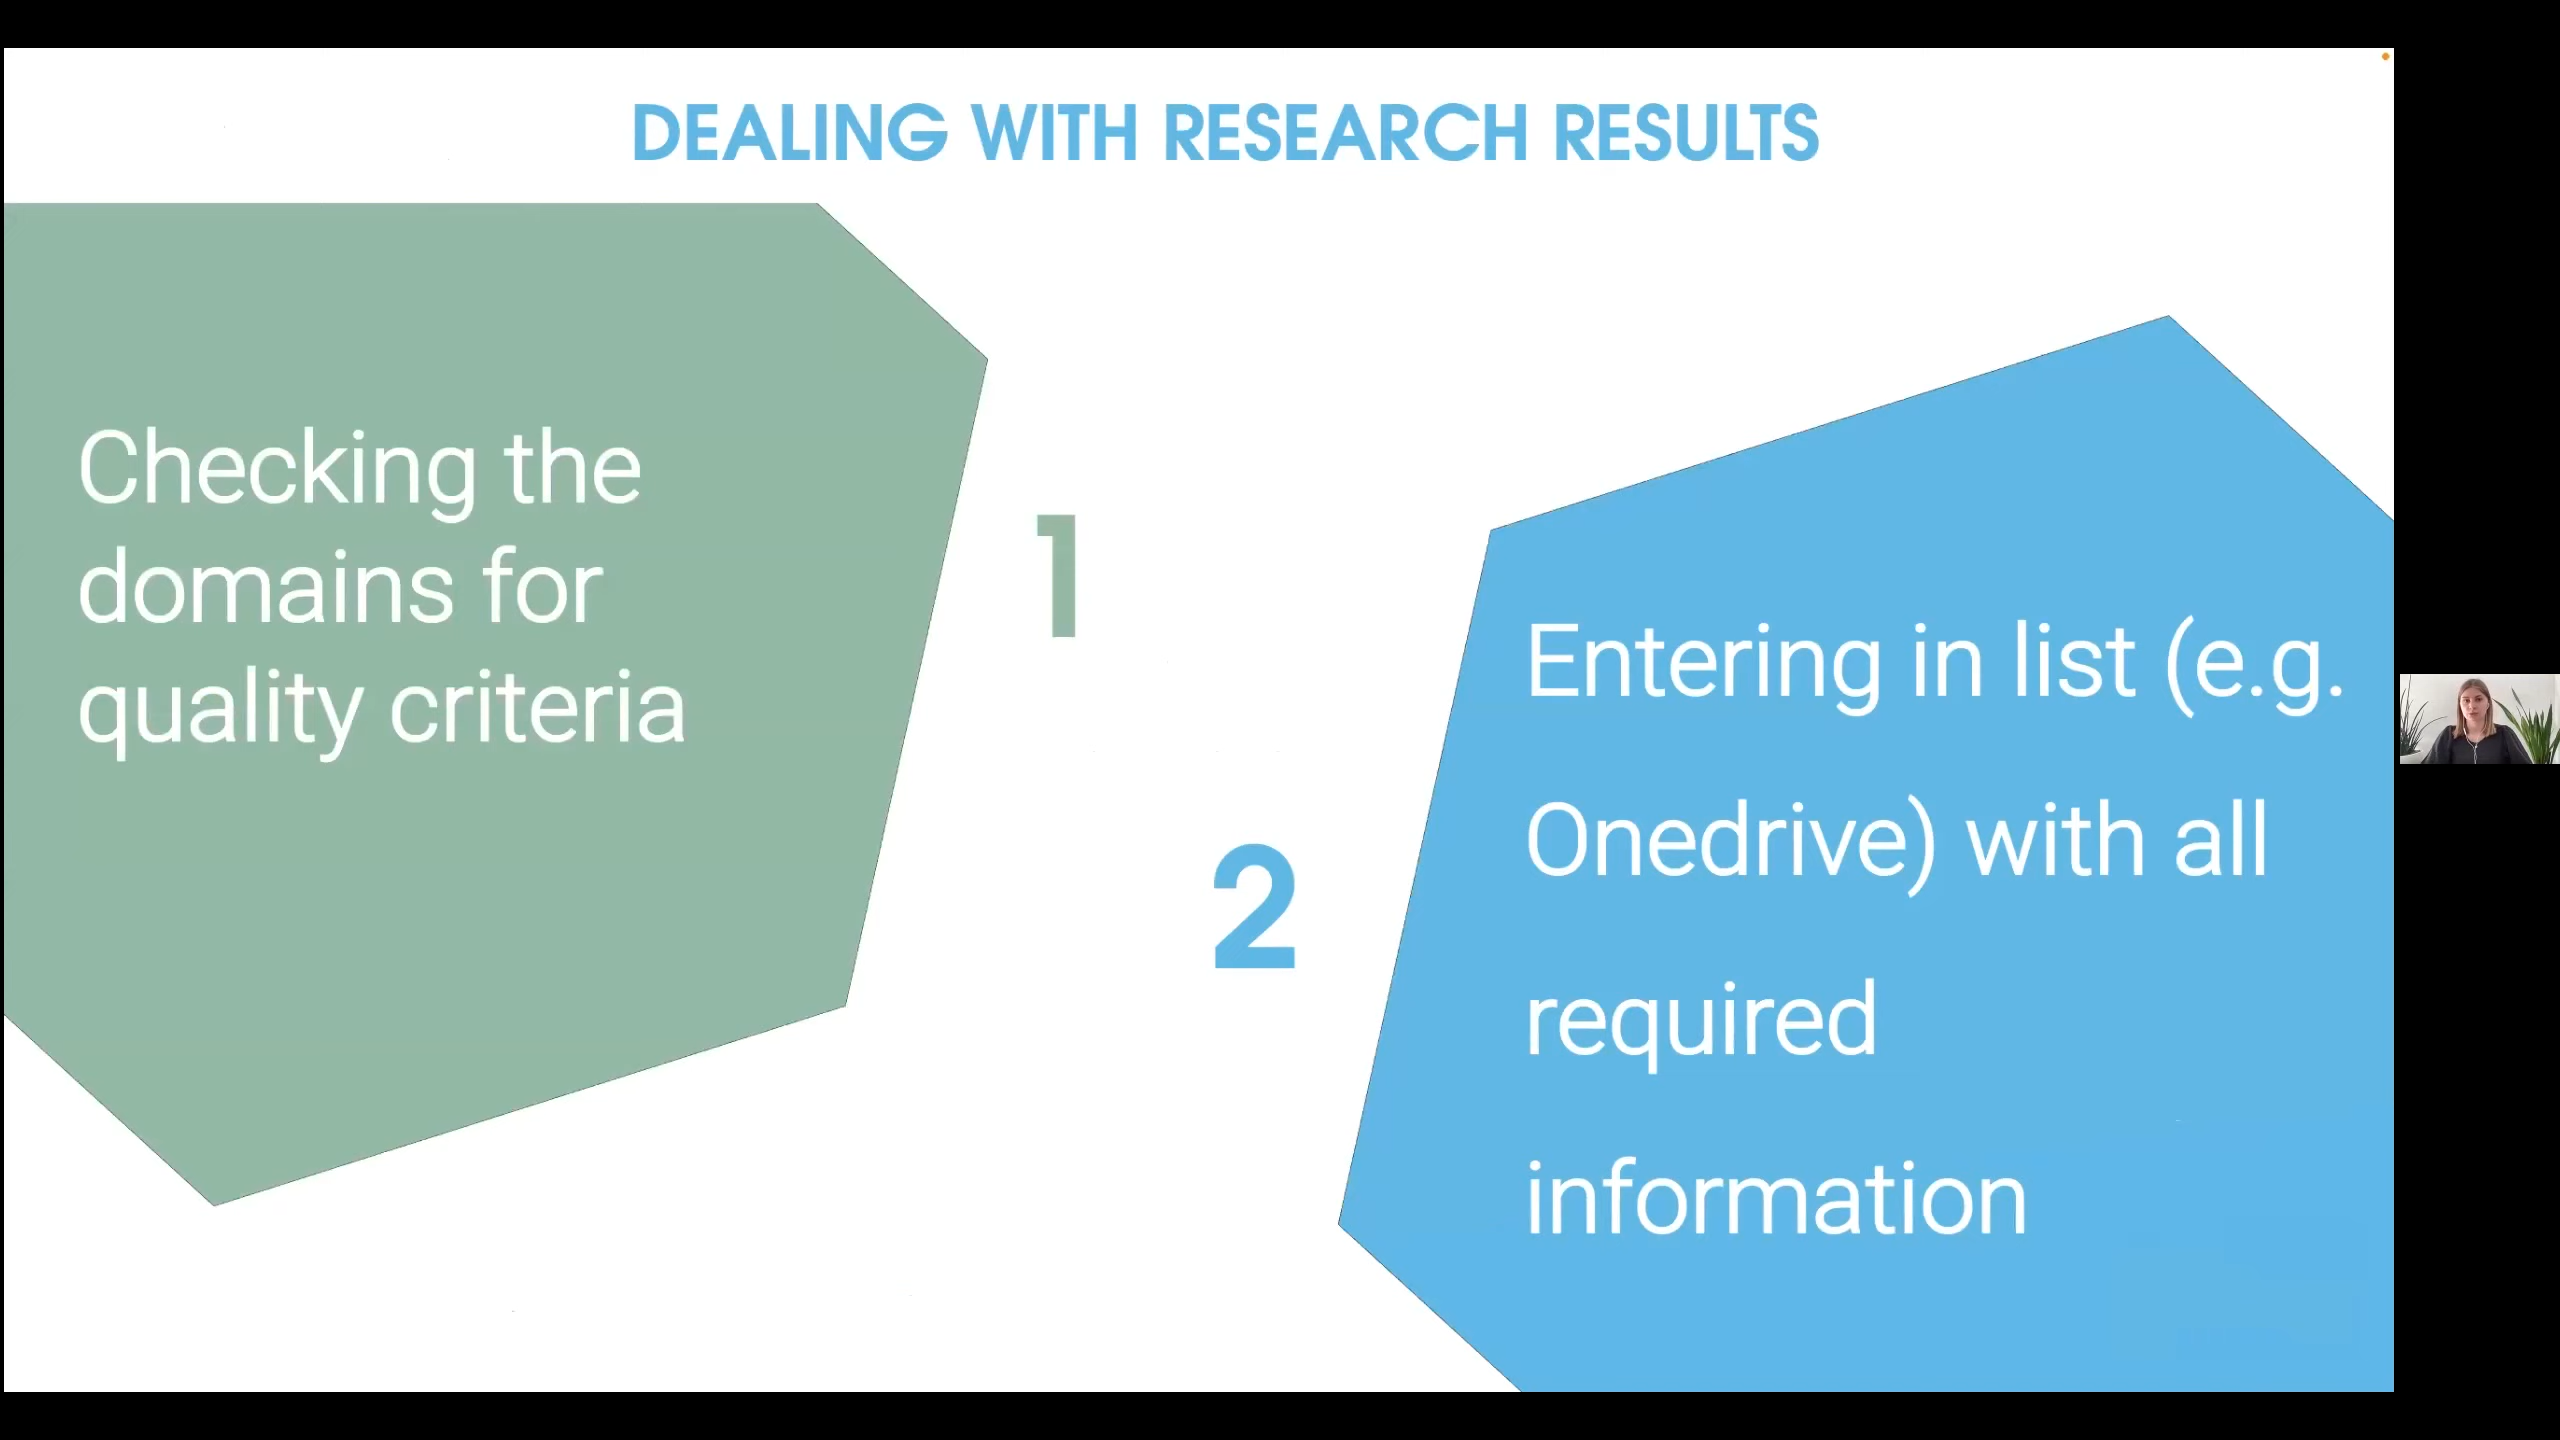 DEALING WITH RESEARCH RESULTS
Checking the
domains for
quality criteria
1
2
Entering in list (e.g.
Onedrive) with all
required
information